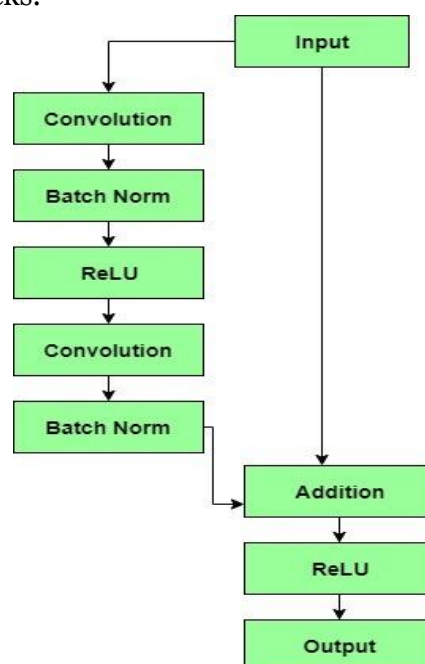 Input
Convolution
Batch Norm
ReLU
Convolution
Batch Norm
Addition
ReLU
Output